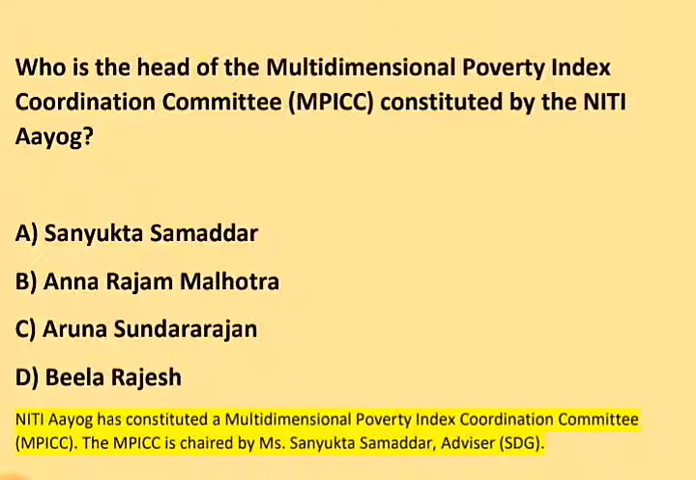 Who is the head of the Multidimensional Poverty Index
Coordination Committee (MPICC) constituted by the NITI
Aayog?
A) Sanyukta Samaddar
B) Anna Rajam Malhotra
C) Aruna Sundararajan
D) Beela Rajesh
NITI Aayog has constituted a Multidimensional Poverty Index Coordination Committee
(MPICC). The MPICC is chaired by Ms. Sanyukta Samaddar, Adviser (SDG).